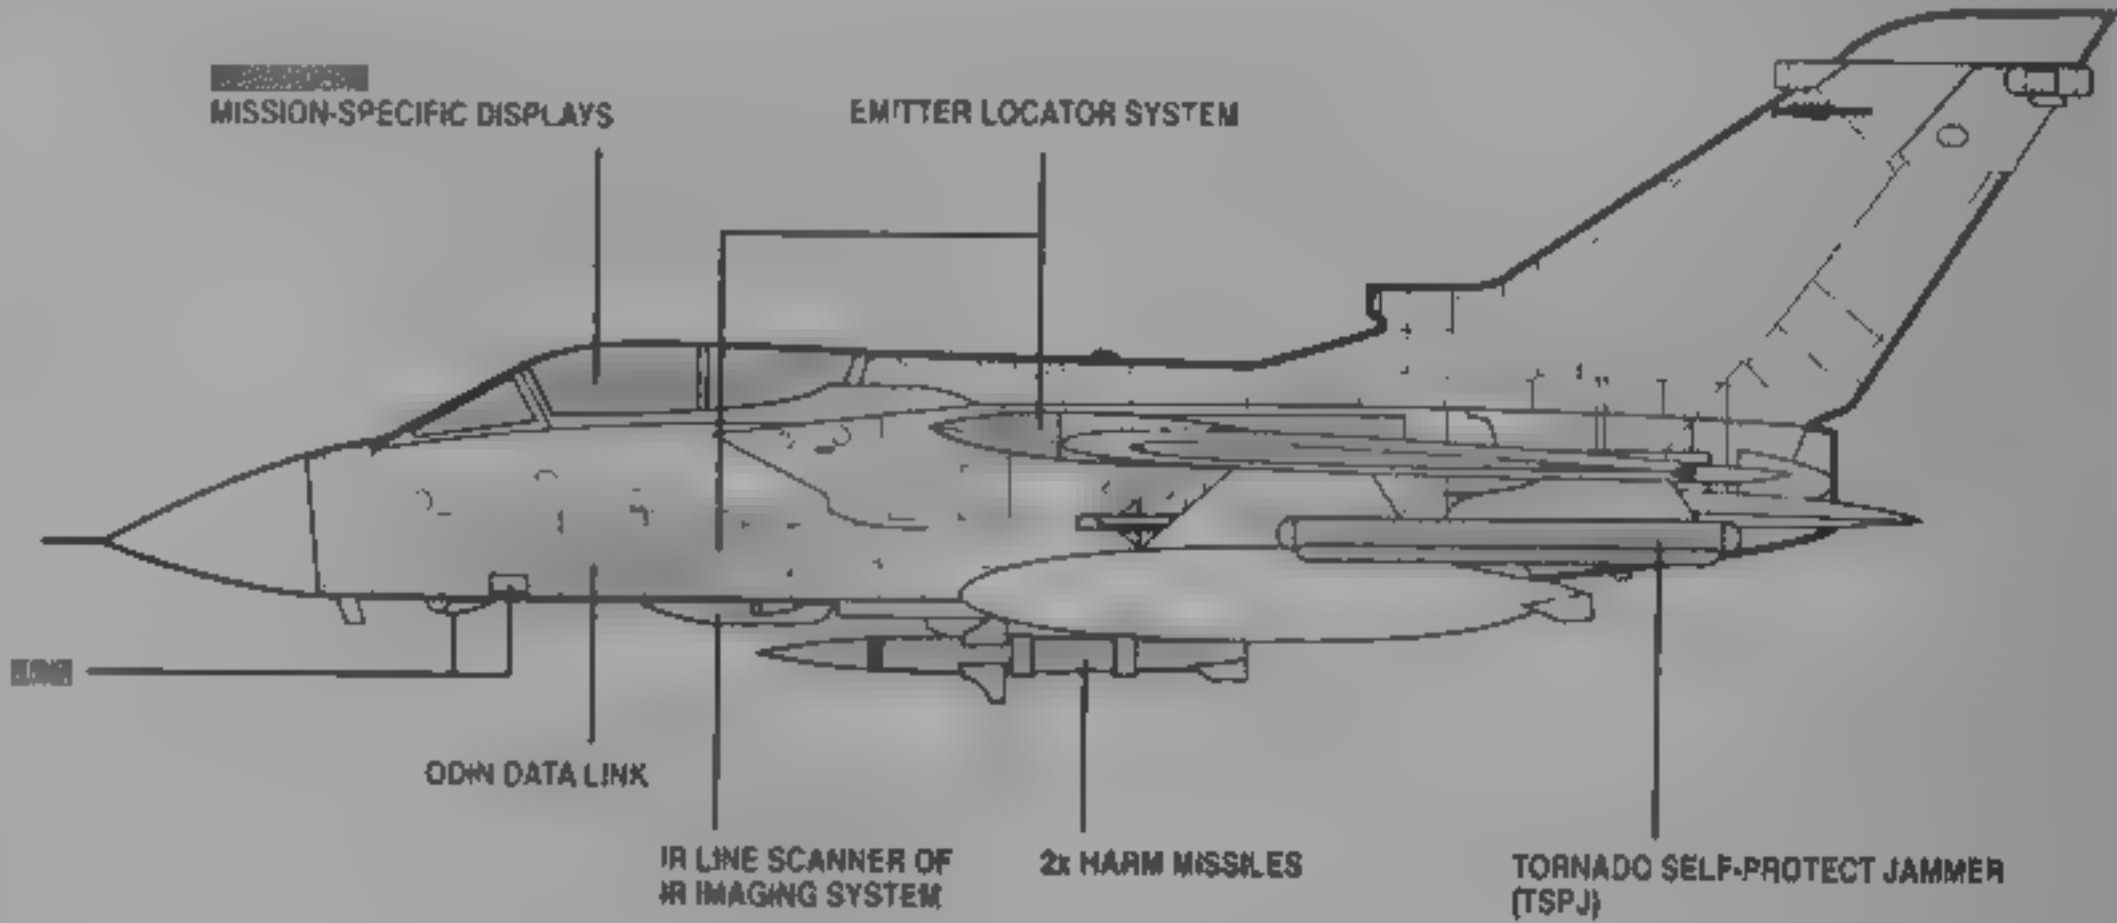 MISSION-SPECIFIC DISPLAYS
EMITTER LOCATOR SYSTEM
ODIN DATA LINK
IR LINE SCANNER OF
IR IMAGING SYSTEM
2x HARM MISSILES
TORNADO SELF-PROTECT JAMMER
(TSPJ)